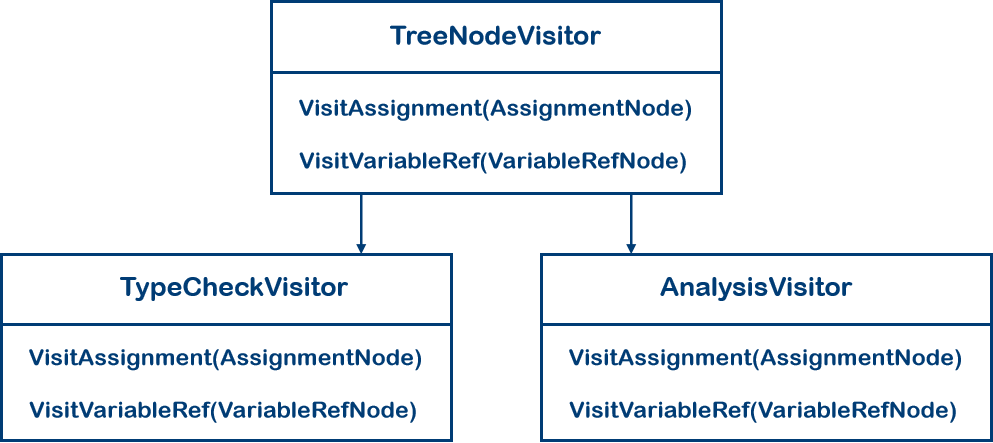 TreeNodeVisitor
VisitAssignment(AssignmentNode)
VisitVariableRef(VariableRefNode)
TypeCheckVisitor
VisitAssignment(AssignmentNode)
VisitVariableRef(VariableRefNode)
AnalysisVisitor
VisitAssignment(AssignmentNode)
VisitVariableRef(VariableRefNode)